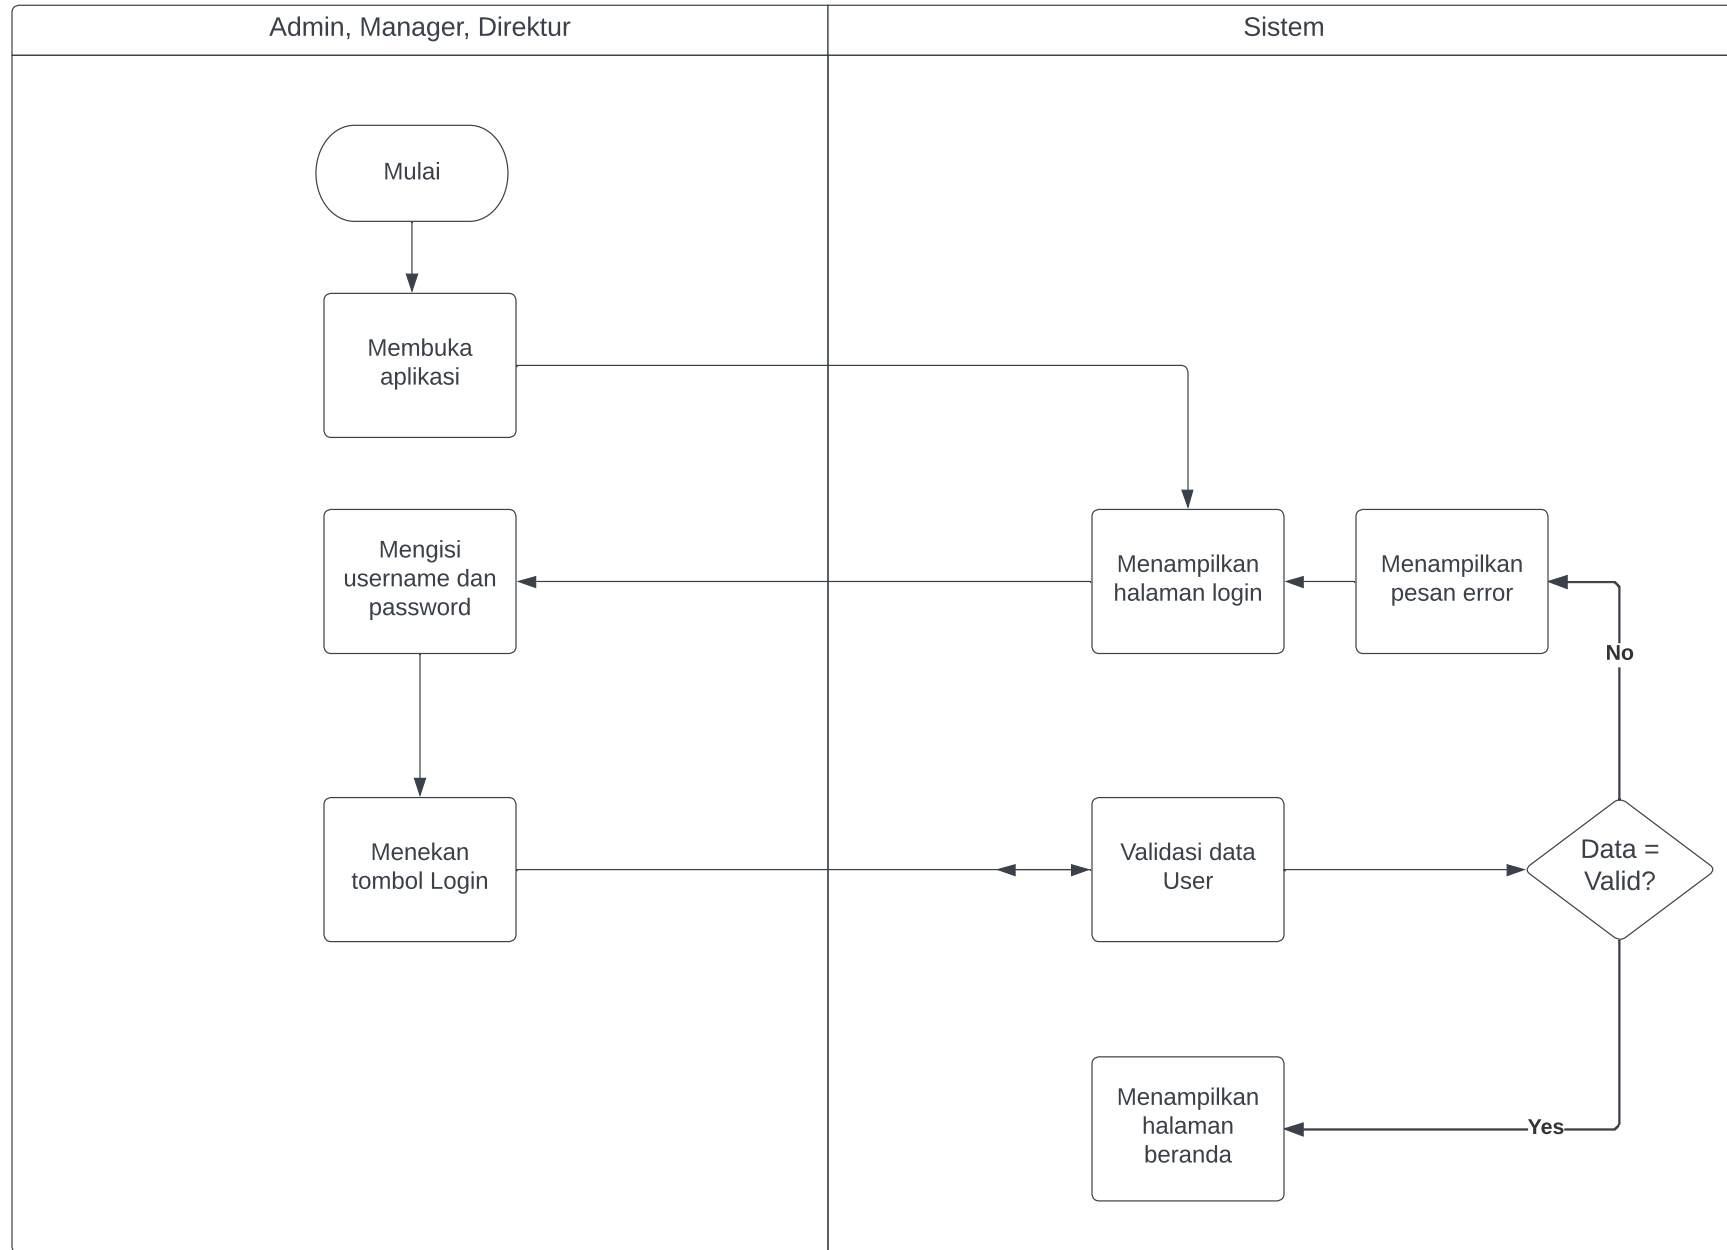 Admin, Manager, Direktur
Sistem
Mulai
Membuka
aplikasi
Mengisi
username dan
password
Menampilkan
halaman login
Menampilkan
pesan error
No
Menekan
tombol Login
Validasi data
User
Data =
Valid?
Menampilkan
halaman
beranda
Yes